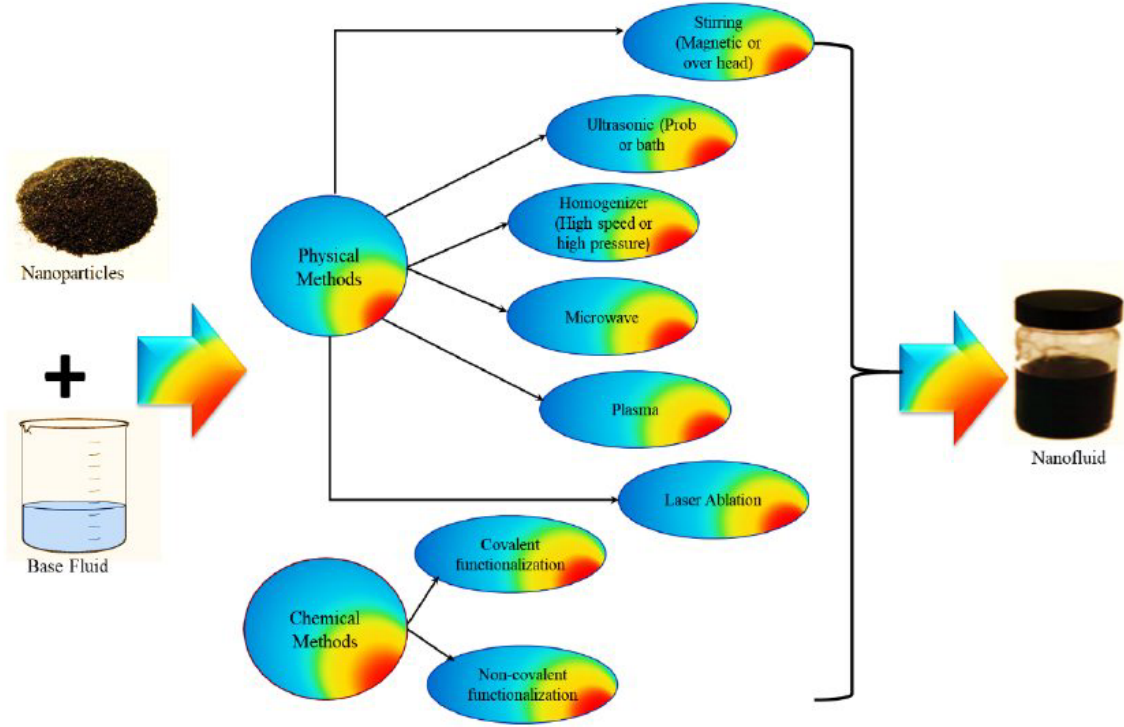 Nanoparticles
Base Fluid
Physical
Methods
Stirring
(Magnetic or
over head)
Ultrasonic (Prob
or bath
Homogenizer
(High speed or
high pressure)
Microwave
Plasma
Laser Ablation
Chemical
Methods
Covalent
functionalization
Non-covalent
functionalization
Nanofluid